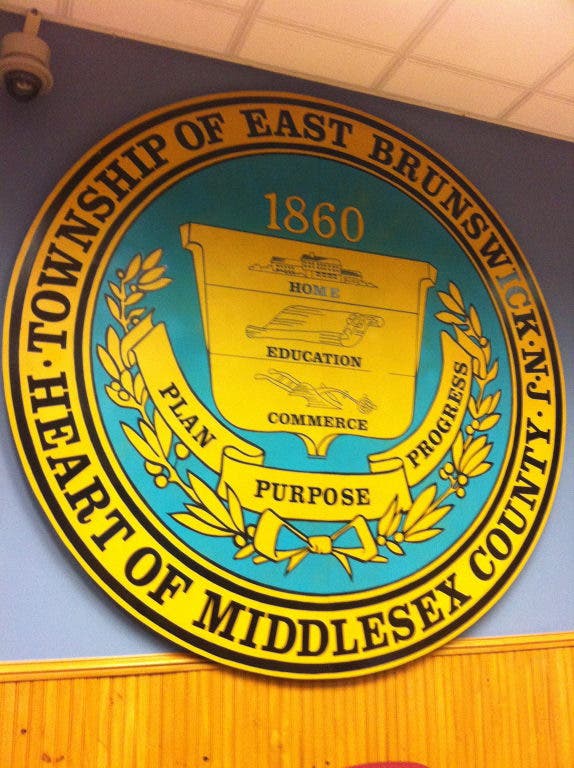 · TOWNSHIP OF EAST BRUNSWICK · N · J ·
HEART OF MIDDLESEX COUNTY
1860
HOME
EDUCATION
COMMERCE
PLAN
PURPOSE
PROGRESS